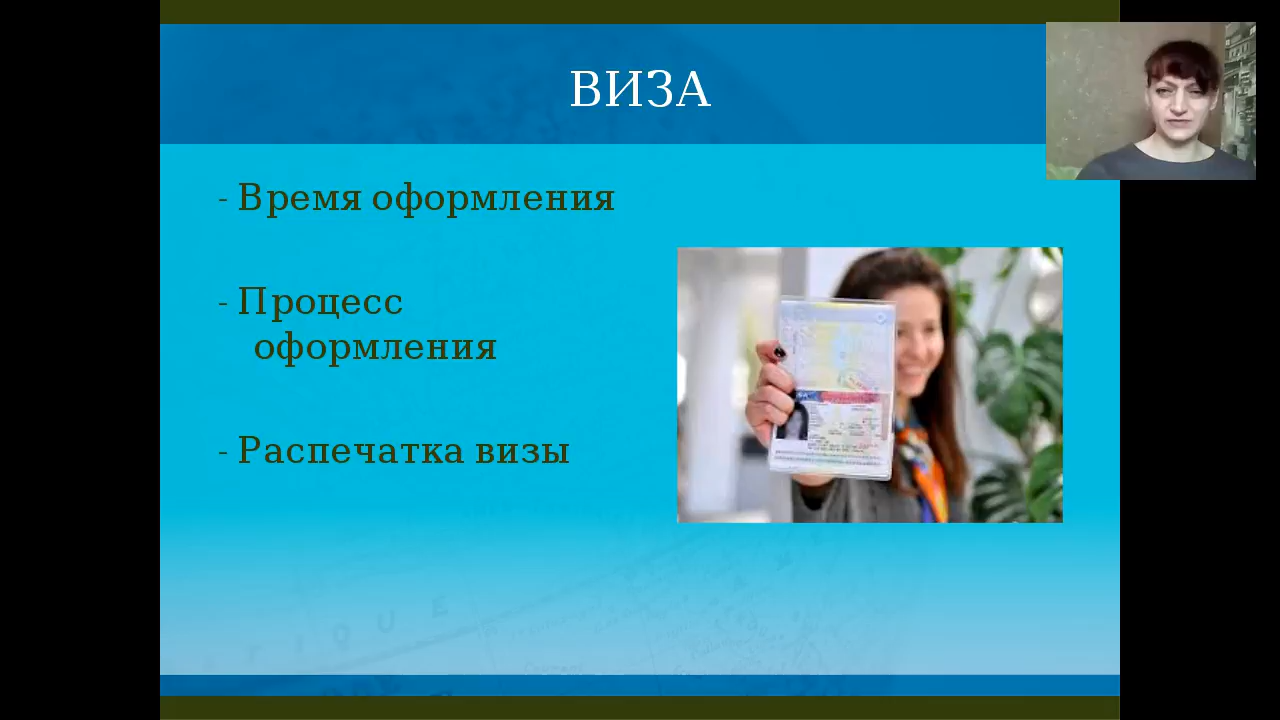 ВИЗА
- Время оформления
- Процесс
оформления
- Распечатка визы